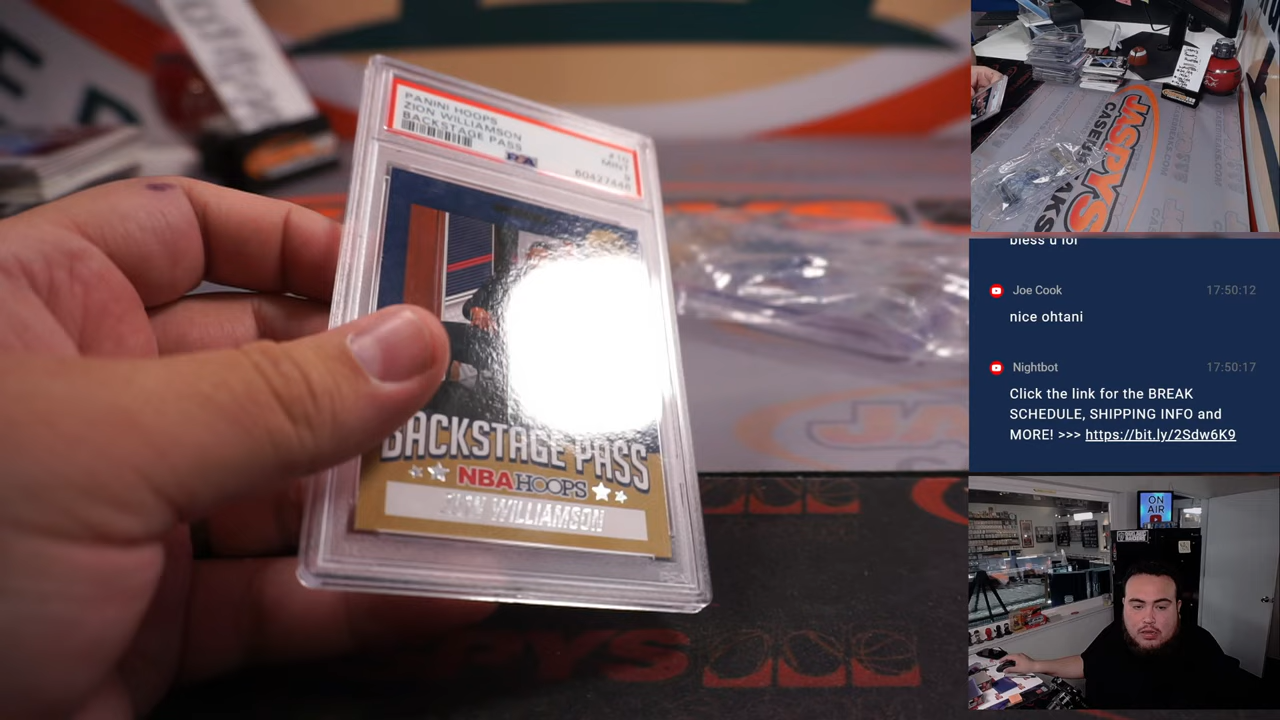 PANINI HOOPS
ZION WILLIAMSON
BACKSTAGE PASS
#10
MINT
9
60427446
PSA
BACKSTAGE PASS
NBA HOOPS
ZION WILLIAMSON
JASPYS
CASEBREAKS
bless u lol
Joe Cook 17:50:12
nice ohtani
Nightbot 17:50:17
Click the link for the BREAK
SCHEDULE, SHIPPING INFO and
MORE! >>> https://bit.ly/2Sdw6K9
ON
AIR